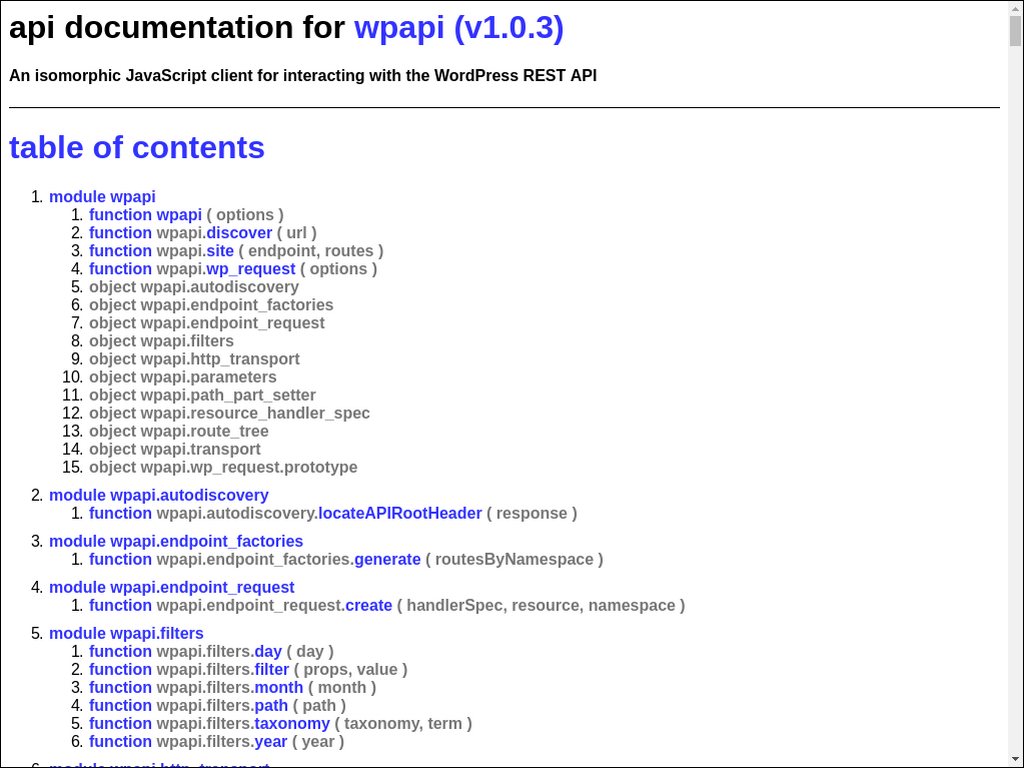 api documentation for wpapi (v1.0.3)
An isomorphic JavaScript client for interacting with the WordPress REST API
table of contents
1. module wpapi
1. function wpapi ( options )
2. function wpapi.discover ( url )
3. function wpapi.site ( endpoint, routes )
4. function wpapi.wp_request ( options )
5. object wpapi.autodiscovery
6. object wpapi.endpoint_factories
7. object wpapi.endpoint_request
8. object wpapi.filters
9. object wpapi.http_transport
10. object wpapi.parameters
11. object wpapi.path_part_setter
12. object wpapi.resource_handler_spec
13. object wpapi.route_tree
14. object wpapi.transport
15. object wpapi.wp_request.prototype
2. module wpapi.autodiscovery
1. function wpapi.autodiscovery.locateAPIRootHeader ( response )
3. module wpapi.endpoint_factories
1. function wpapi.endpoint_factories.generate ( routesByNamespace )
4. module wpapi.endpoint_request
1. function wpapi.endpoint_request.create ( handlerSpec, resource, namespace )
5. module wpapi.filters
1. function wpapi.filters.day ( day )
2. function wpapi.filters.filter ( props, value )
3. function wpapi.filters.month ( month )
4. function wpapi.filters.path ( path )
5. function wpapi.filters.taxonomy ( taxonomy, term )
6. function wpapi.filters.year ( year )
6. module wpapi.http_transport